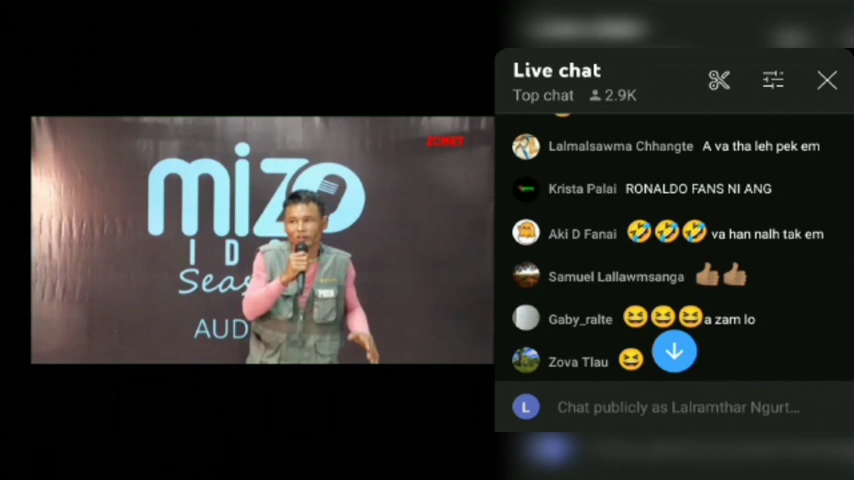 ZONET
mizo
I D
Seas
AUD
Live chat
Top chat 2.9K
Lalmalsawma Chhangte A va tha leh pek em
Krista Palai RONALDO FANS NI ANG
Aki D Fanai 🤣🤣🤣 va han nalh tak em
Samuel Lallawmsanga 👍🏽👍🏽
Gaby_ralte 😆😆😆a zam lo
Zova Tlau 😆
L Chat publicly as Lalramthar Ngurt...